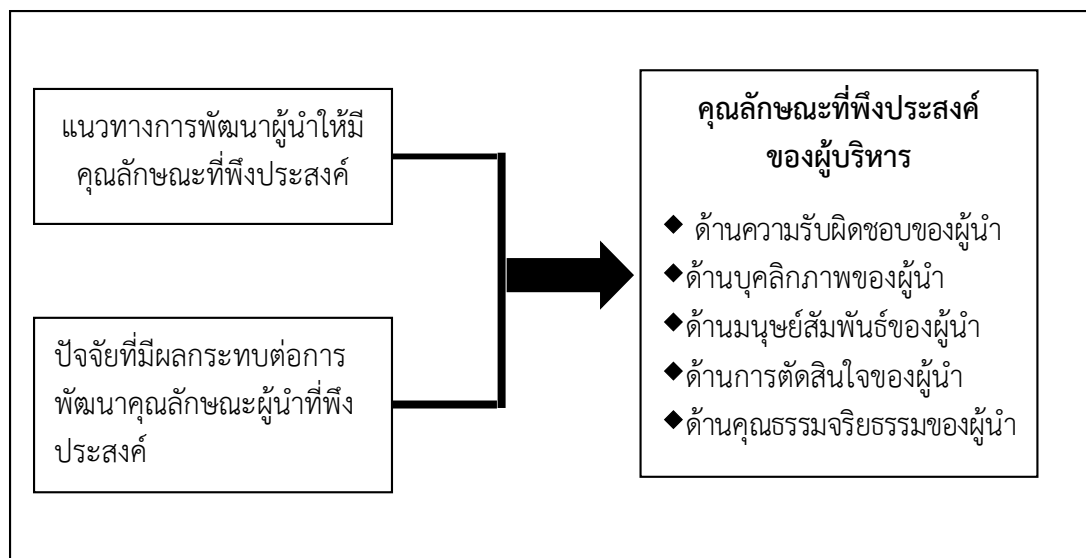 แนวทางการพัฒนาผู้นำให้มี
คุณลักษณะที่พึงประสงค์
ปัจจัยที่มีผลกระทบต่อการ
พัฒนาคุณลักษณะผู้นำที่พึง
ประสงค์
คุณลักษณะที่พึงประสงค์
ของผู้บริหาร
◆ ด้านความรับผิดชอบของผู้นำ
◆ด้านบุคลิกภาพของผู้นำ
◆ด้านมนุษย์สัมพันธ์ของผู้นำ
◆ด้านการตัดสินใจของผู้นำ
◆ด้านคุณธรรมจริยธรรมของผู้นำ